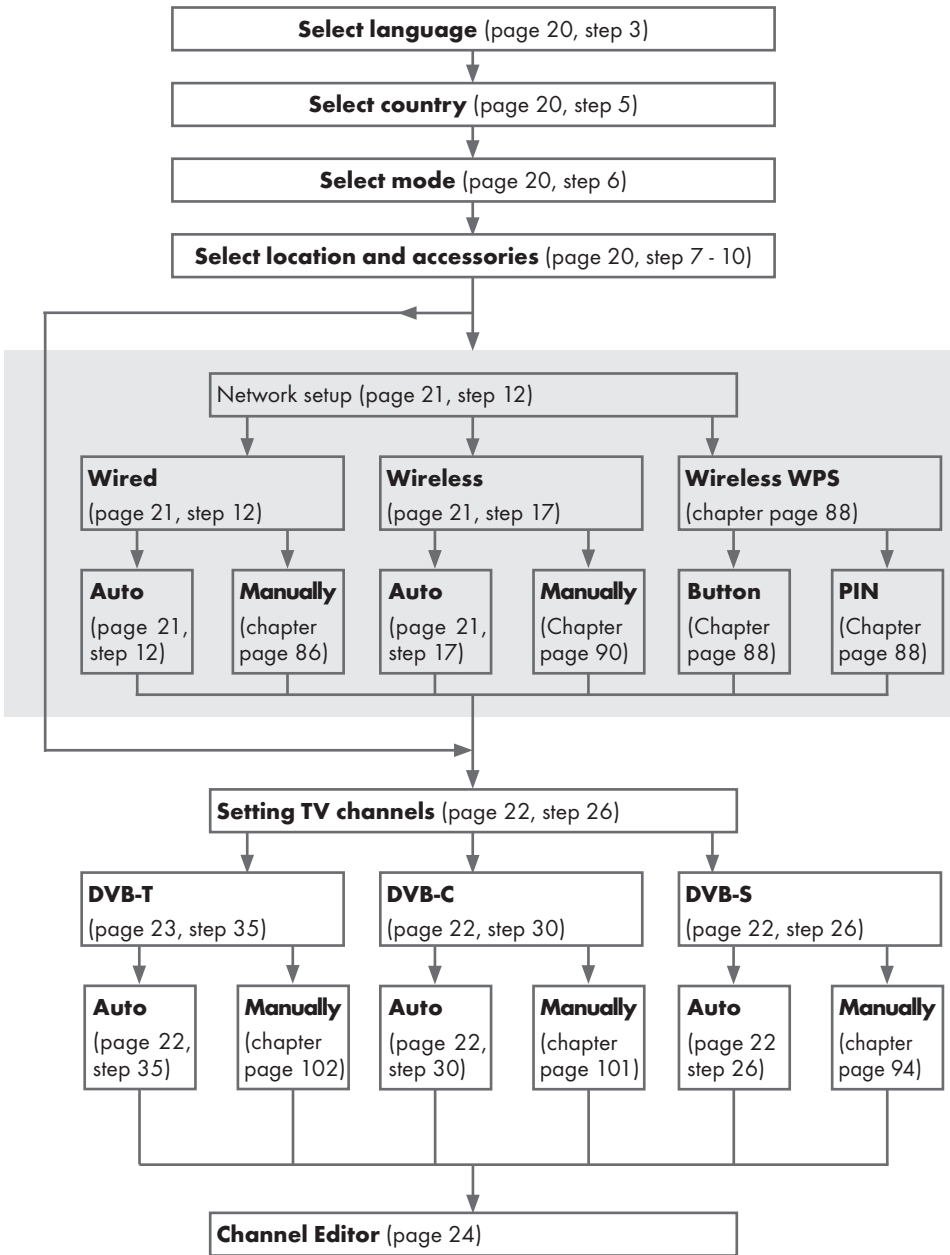 Select language (page 20, step 3)
Select country (page 20, step 5)
Select mode (page 20, step 6)
Select location and accessories (page 20, step 7 - 10)
Network setup (page 21, step 12)
Wired
(page 21, step 12)
Wireless
(page 21, step 17)
Wireless WPS
(chapter page 88)
Auto
(page 21,
step 12)
Manually
(chapter
page 86)
Auto
(page 21,
step 17)
Manually
(Chapter
page 90)
Button
(Chapter
page 88)
PIN
(Chapter
page 88)
Setting TV channels (page 22, step 26)
DVB-T
(page 23, step 35)
DVB-C
(page 22, step 30)
DVB-S
(page 22, step 26)
Auto
(page 22,
step 35)
Manually
(chapter
page 102)
Auto
(page 22,
step 30)
Manually
(chapter
page 101)
Auto
(page 22
step 26)
Manually
(chapter
page 94)
Channel Editor (page 24)